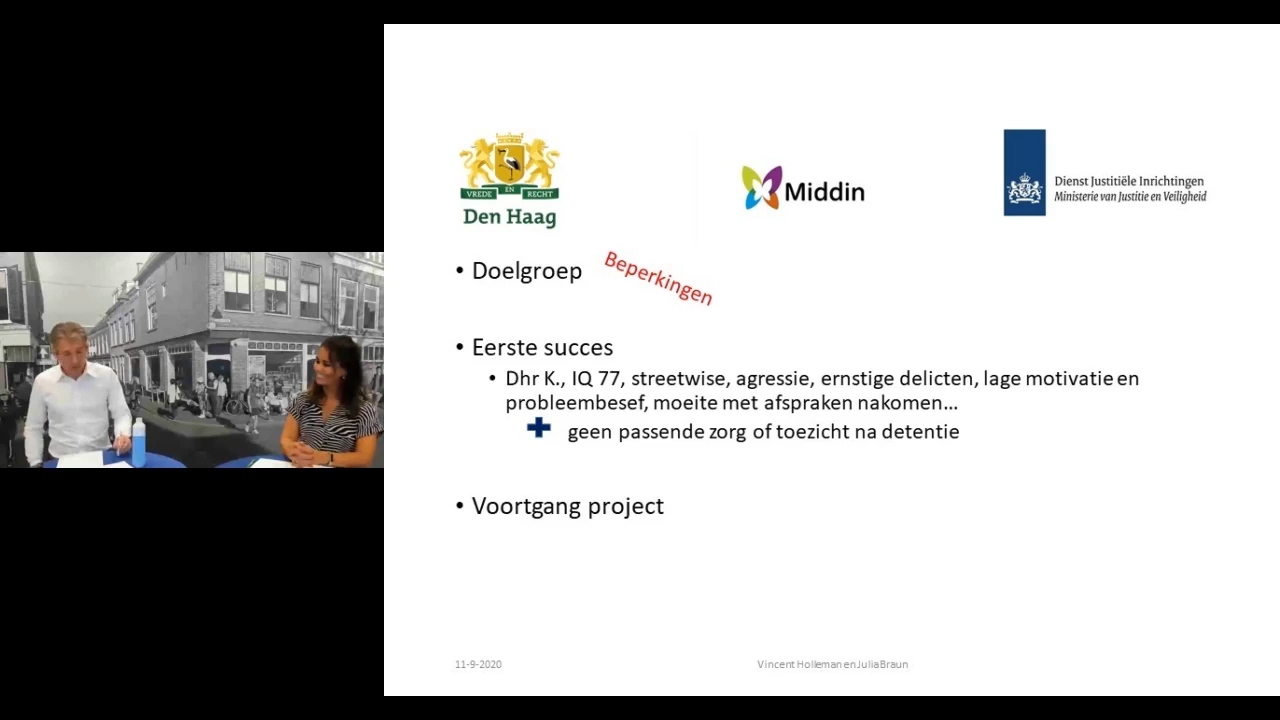 VREDE EN RECHT
Den Haag
Middin
Dienst Justitiële Inrichtingen
Ministerie van Justitie en Veiligheid
• Doelgroep
Beperkingen
• Eerste succes
• Dhr K., IQ 77, streetwise, agressie, ernstige delicten, lage motivatie en
probleembesef, moeite met afspraken nakomen...
geen passende zorg of toezicht na detentie
• Voortgang project
11-9-2020
Vincent Holleman en Julia Braun